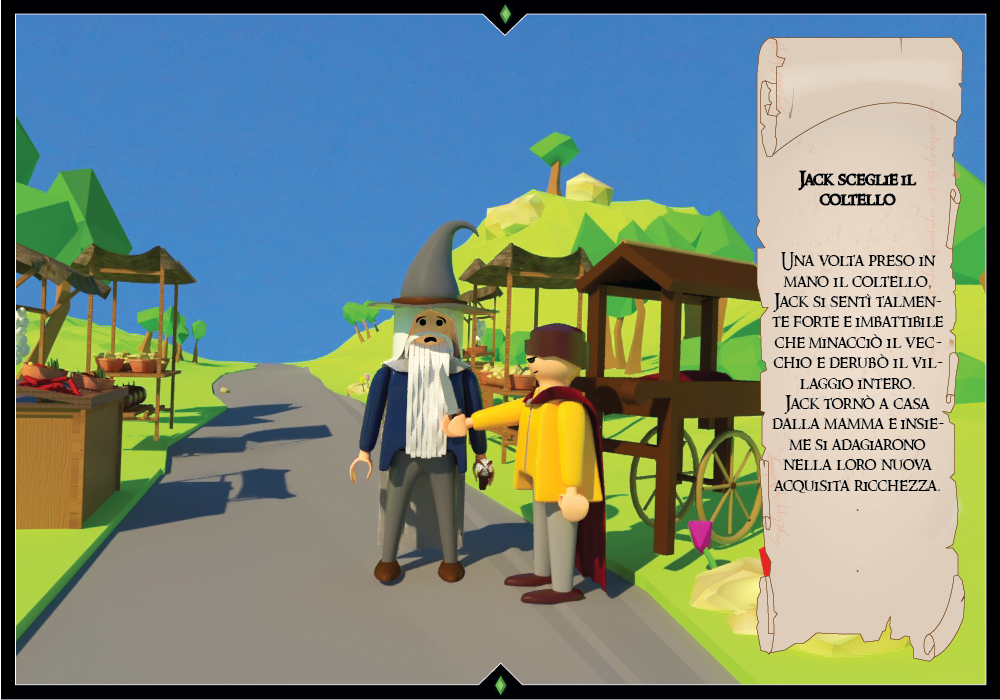 Jack sceglie il
coltello
Una volta preso in
mano il coltello,
Jack si sentì talmen-
te forte e imbattibile
che minacciò il vec-
chio e derubò il vil-
laggio intero.
Jack tornò a casa
dalla mamma e insie-
me si adagiarono
nella loro nuova
acquisita ricchezza.
.
.